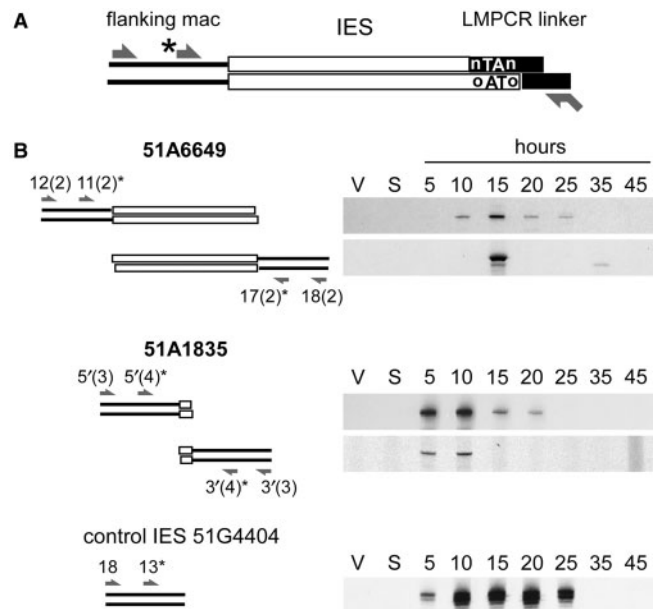 A
flanking mac
IES
LMPCR linker
*
nTAn
oATo
B
51A6649
hours
12(2) 11(2)*
V S 5 10 15 20 25 35 45
17(2)* 18(2)
51A1835
5′(3) 5′(4)*
V S 5 10 15 20 25 35 45
3′(4)* 3′(3)
control IES 51G4404
18 13*
V S 5 10 15 20 25 35 45